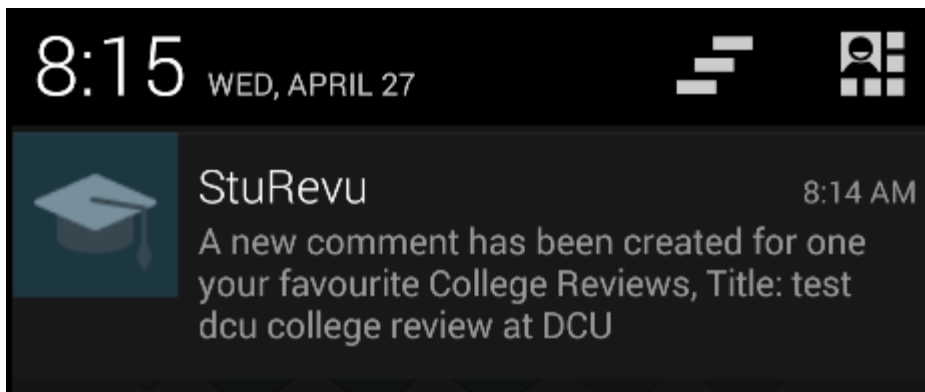 8:15 WED, APRIL 27
StuRevu 8:14 AM
A new comment has been created for one
your favourite College Reviews, Title: test
dcu college review at DCU